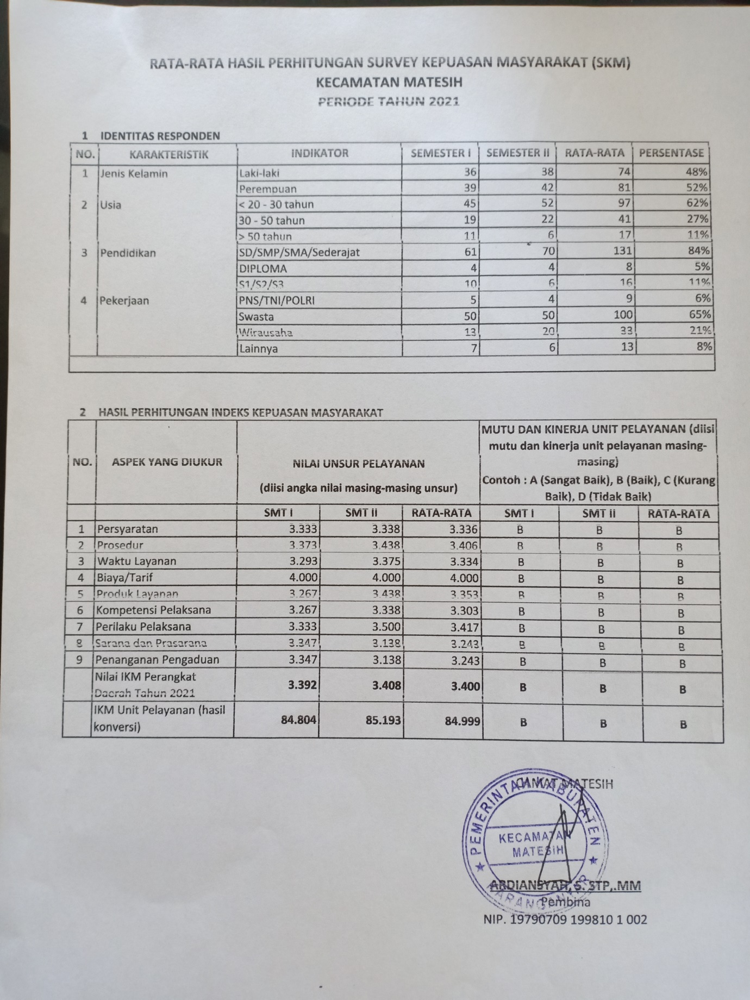 RATA-RATA HASIL PERHITUNGAN SURVEY KEPUASAN MASYARAKAT (SKM)
KECAMATAN MATESIH
PERIODE TAHUN 2021
1 IDENTITAS RESPONDEN
NO. KARAKTERISTIK INDIKATOR SEMESTER I SEMESTER II RATA-RATA PERSENTASE
1 Jenis Kelamin Laki-laki 36 38 74 48%
Perempuan 39 42 81 52%
2 Usia < 20 - 30 tahun 45 52 97 62%
30 - 50 tahun 19 22 41 27%
> 50 tahun 11 6 17 11%
3 Pendidikan SD/SMP/SMA/Sederajat 61 70 131 84%
DIPLOMA 4 4 8 5%
S1/S2/S3 10 6 16 11%
4 Pekerjaan PNS/TNI/POLRI 5 4 9 6%
Swasta 50 50 100 65%
Wirausaha 13 20 33 21%
Lainnya 7 6 13 8%
2 HASIL PERHITUNGAN INDEKS KEPUASAN MASYARAKAT
NO. ASPEK YANG DIUKUR
NILAI UNSUR PELAYANAN
(diisi angka nilai masing-masing unsur)
MUTU DAN KINERJA UNIT PELAYANAN (diisi
mutu dan kinerja unit pelayanan masing-
masing)
Contoh : A (Sangat Baik), B (Baik), C (Kurang
Baik), D (Tidak Baik)
SMT I SMT II RATA-RATA SMT I SMT II RATA-RATA
1 Persyaratan 3.333 3.338 3.336 B B B
2 Prosedur 3.373 3.438 3.406 B B B
3 Waktu Layanan 3.293 3.375 3.334 B B B
4 Biaya/Tarif 4.000 4.000 4.000 B B B
5 Produk Layanan 3.267 3.438 3.353 B B B
6 Kompetensi Pelaksana 3.267 3.338 3.303 B B B
7 Perilaku Pelaksana 3.333 3.500 3.417 B B B
8 Sarana dan Prasarana 3.347 3.138 3.243 B B B
9 Penanganan Pengaduan 3.347 3.138 3.243 B B B
Nilai IKM Perangkat
Daerah Tahun 2021 3.392 3.408 3.400 B B B
IKM Unit Pelayanan (hasil
konversi) 84.804 85.193 84.999 B B B
CAMAT MATESIH
PEMERINTAH KABUPATEN
KECAMATAN
MATESIH
KARANGANYAR
ARDIANSYAH, S. STP,.MM
Pembina
NIP. 19790709 199810 1 002